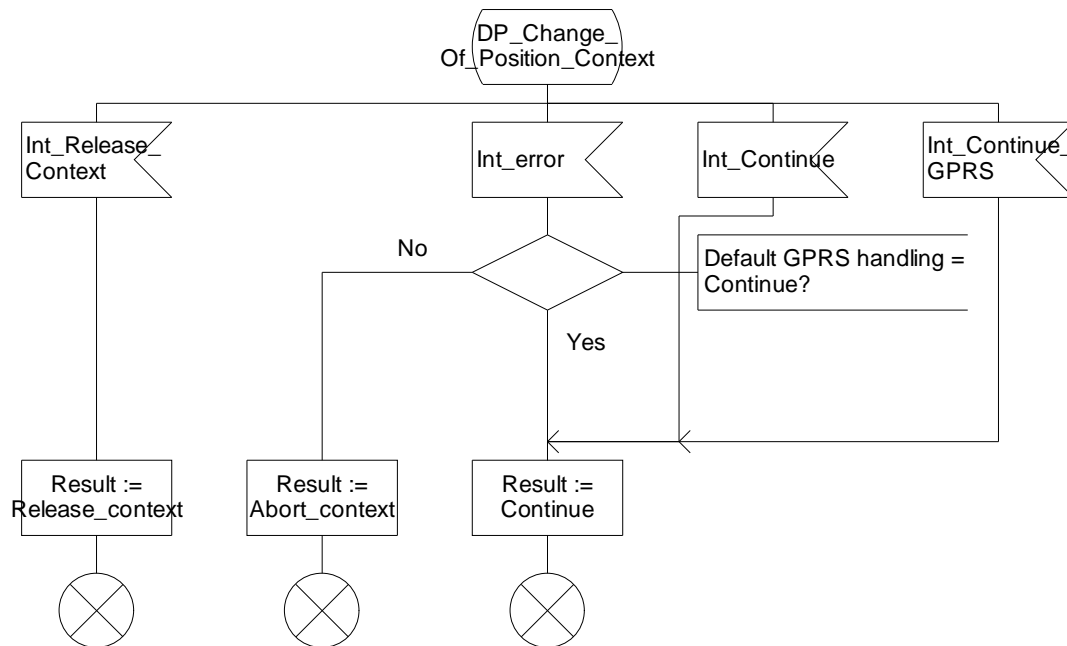 DP_Change_
Of_Position_Context
Int_Release_
Context
Int_error
Int_Continue
Int_Continue_
GPRS
No
Default GPRS handling =
Continue?
Yes
Result :=
Release_context
Result :=
Abort_context
Result :=
Continue